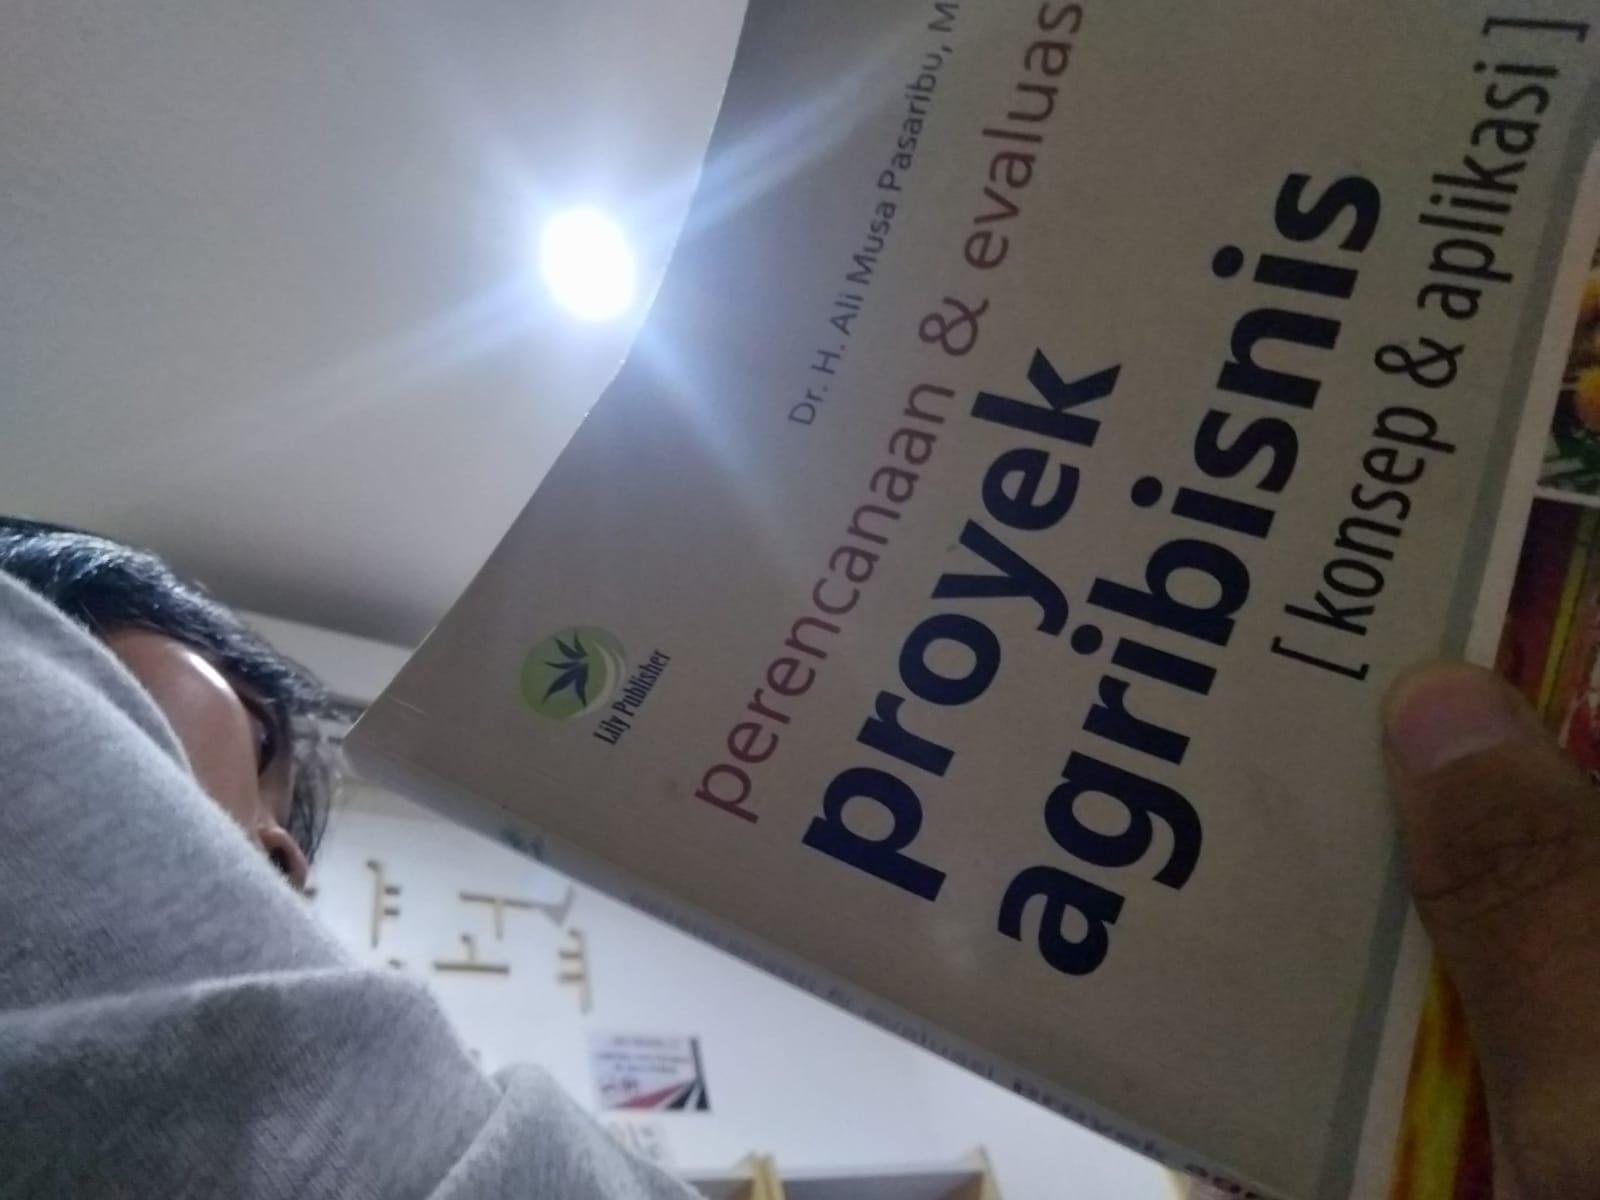 Dr. H. Ali Musa Pasaribu, M
perencanaan & evaluas
proyek
agribisnis
[ konsep & aplikasi ]
Lily Publisher